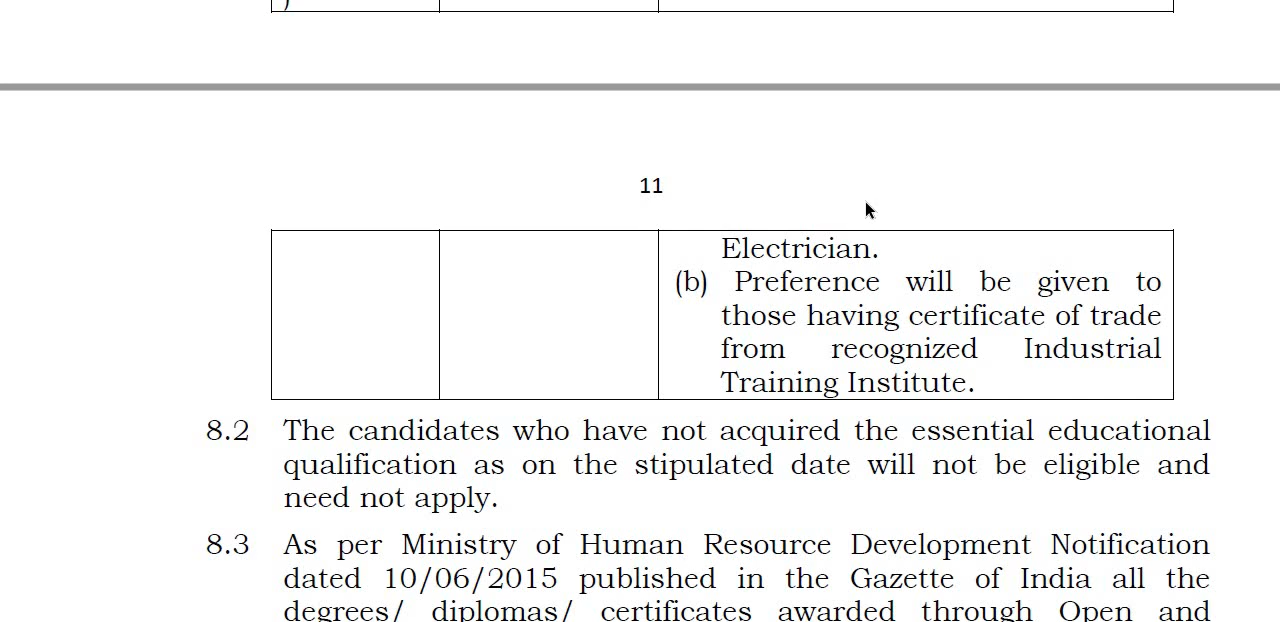 )
11
Electrician.
(b) Preference will be given to
those having certificate of trade
from recognized Industrial
Training Institute.
8.2 The candidates who have not acquired the essential educational
qualification as on the stipulated date will not be eligible and
need not apply.
8.3 As per Ministry of Human Resource Development Notification
dated 10/06/2015 published in the Gazette of India all the
degrees/ diplomas/ certificates awarded through Open and